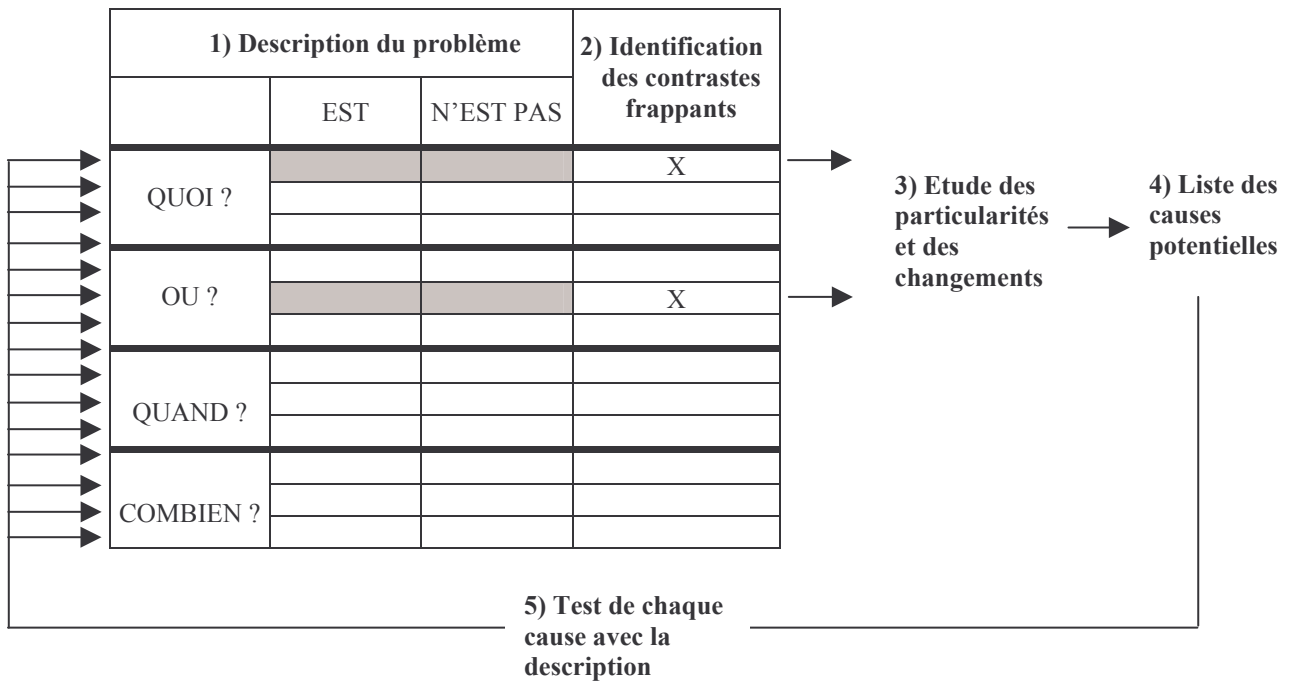 1) Description du problème
2) Identification
des contrastes
frappants
EST
N’EST PAS
QUOI ?
X
OU ?
X
QUAND ?
COMBIEN ?
3) Etude des
particularités
et des
changements
4) Liste des
causes
potentielles
5) Test de chaque
cause avec la
description